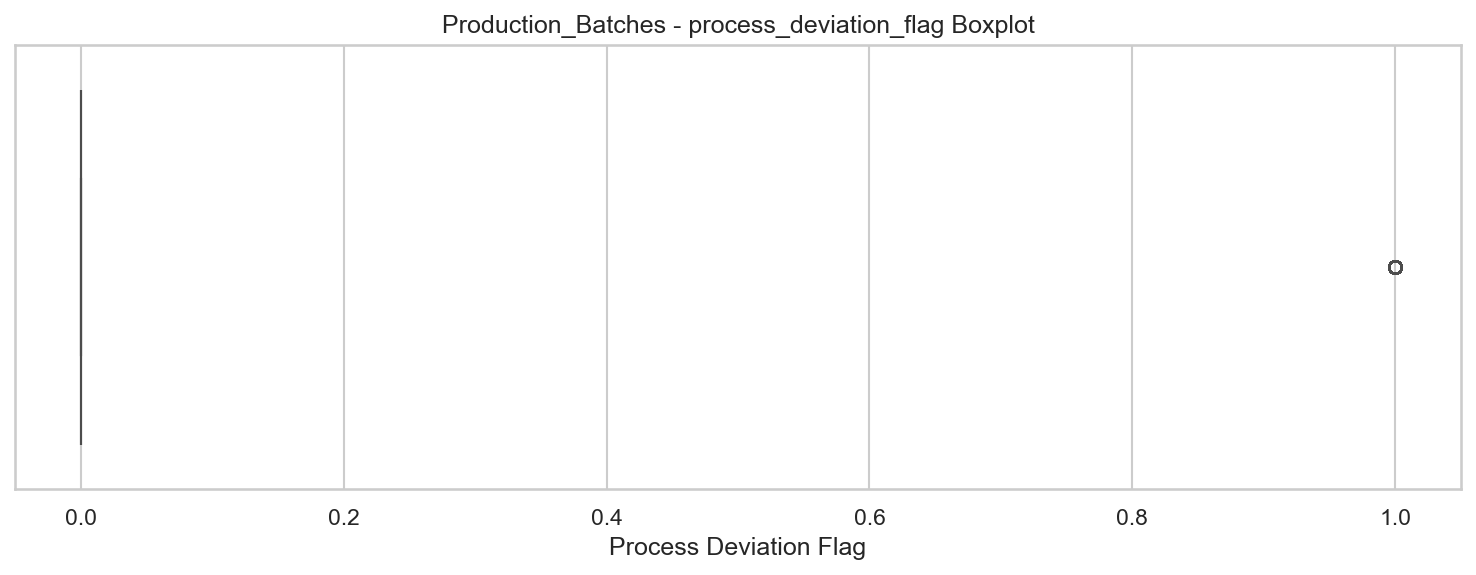 Production_Batches - process_deviation_flag Boxplot
0.0 0.2 0.4 0.6 0.8 1.0
Process Deviation Flag